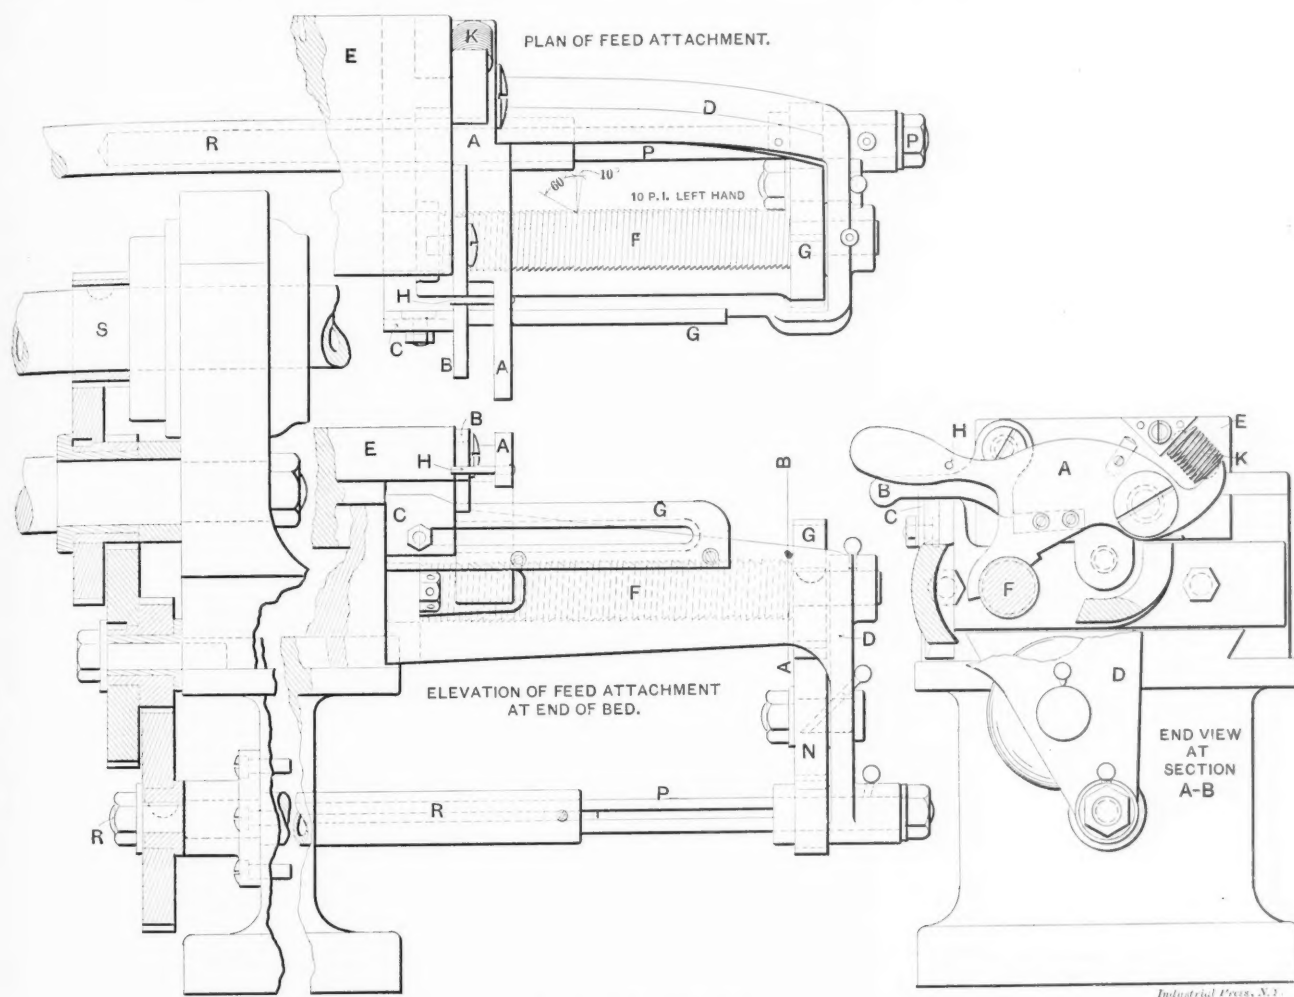 PLAN OF FEED ATTACHMENT.
E
K
D
R
A
P
P
60
10°
10 P.I. LEFT HAND
F
G
S
H
G
C
B
A
B
A
E
H
C
G
B
G
F
D
A
ELEVATION OF FEED ATTACHMENT
AT END OF BED.
N
P
R
R
H
E
A
K
B
C
F
D
END VIEW
AT
SECTION
A-B
Industrial Press, N.Y.